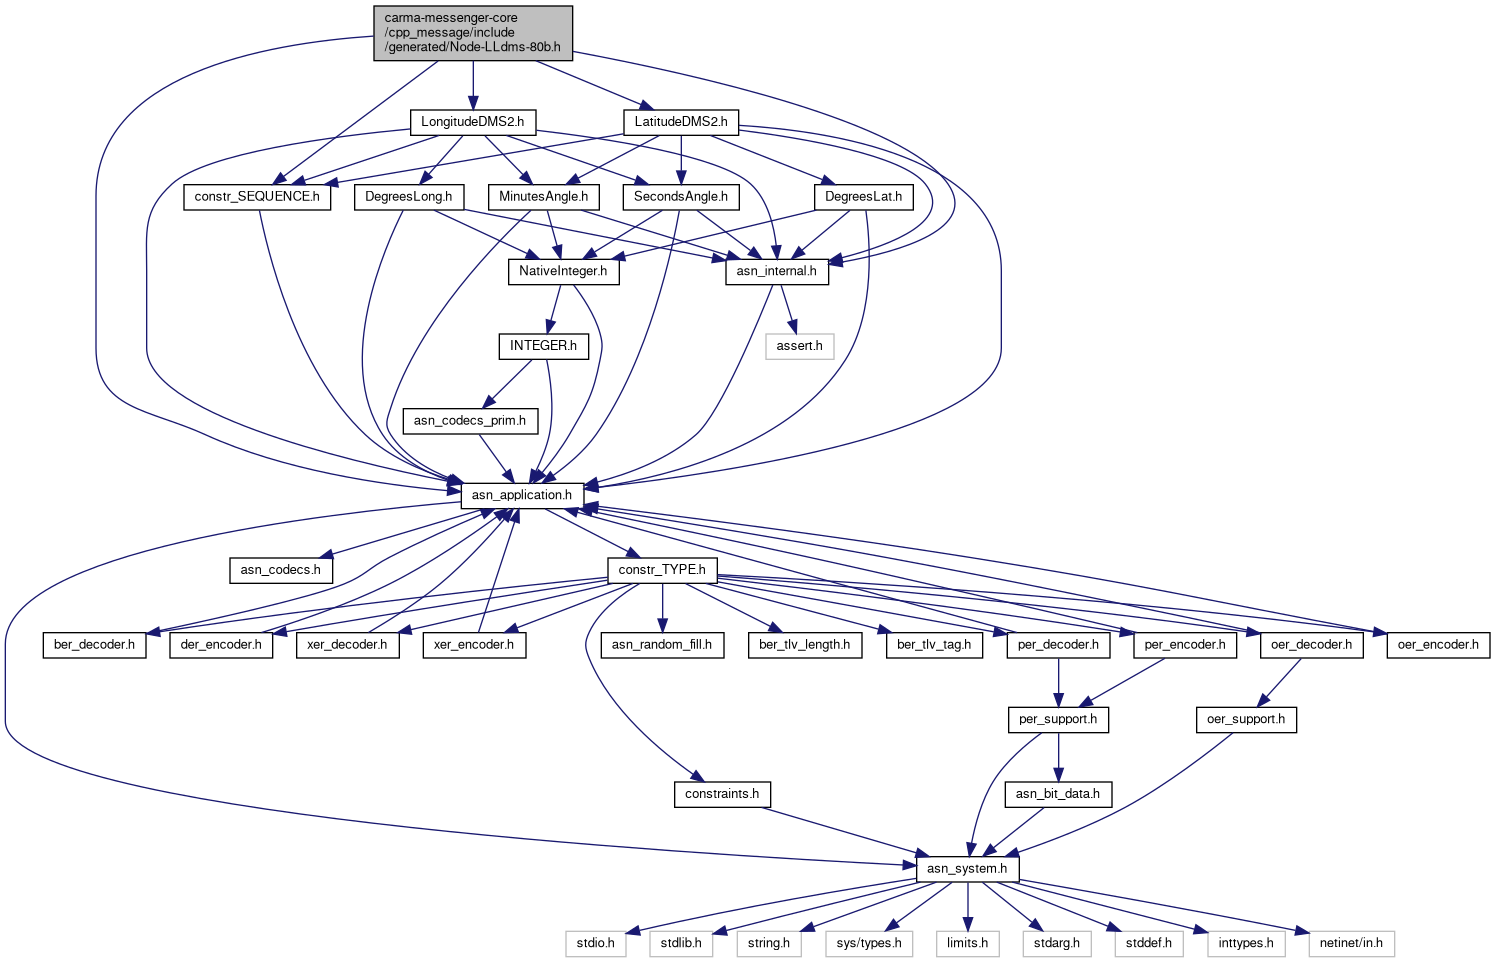 carma-messenger-core
/cpp_message/include
/generated/Node-LLdms-80b.h
LongitudeDMS2.h
LatitudeDMS2.h
constr_SEQUENCE.h
DegreesLong.h
MinutesAngle.h
SecondsAngle.h
DegreesLat.h
NativeInteger.h
asn_internal.h
INTEGER.h
assert.h
asn_codecs_prim.h
asn_application.h
asn_codecs.h
constr_TYPE.h
ber_decoder.h
der_encoder.h
xer_decoder.h
xer_encoder.h
asn_random_fill.h
ber_tlv_length.h
ber_tlv_tag.h
per_decoder.h
per_encoder.h
oer_decoder.h
oer_encoder.h
per_support.h
oer_support.h
constraints.h
asn_bit_data.h
asn_system.h
stdio.h
stdlib.h
string.h
sys/types.h
limits.h
stdarg.h
stddef.h
inttypes.h
netinet/in.h